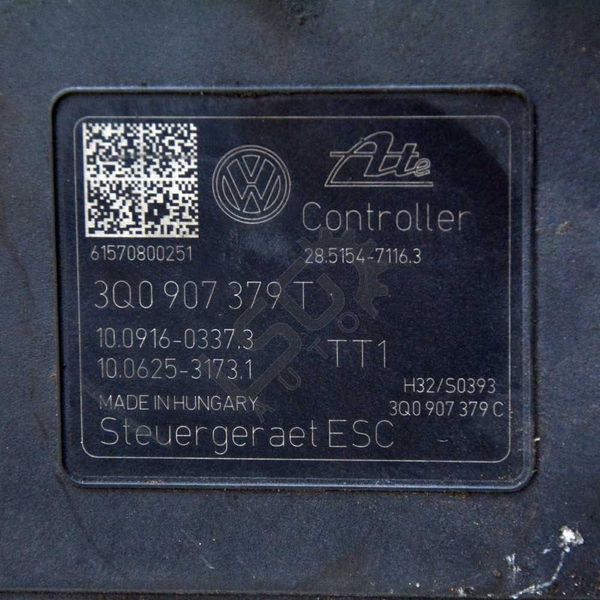 Ate
Controller
61570800251
28.5154-7116.3
3Q0 907 379 T
10.0916-0337.3
TT1
10.0625-3173.1
H32/S0393
MADE IN HUNGARY
3Q0 907 379 C
Steuergeraet ESC